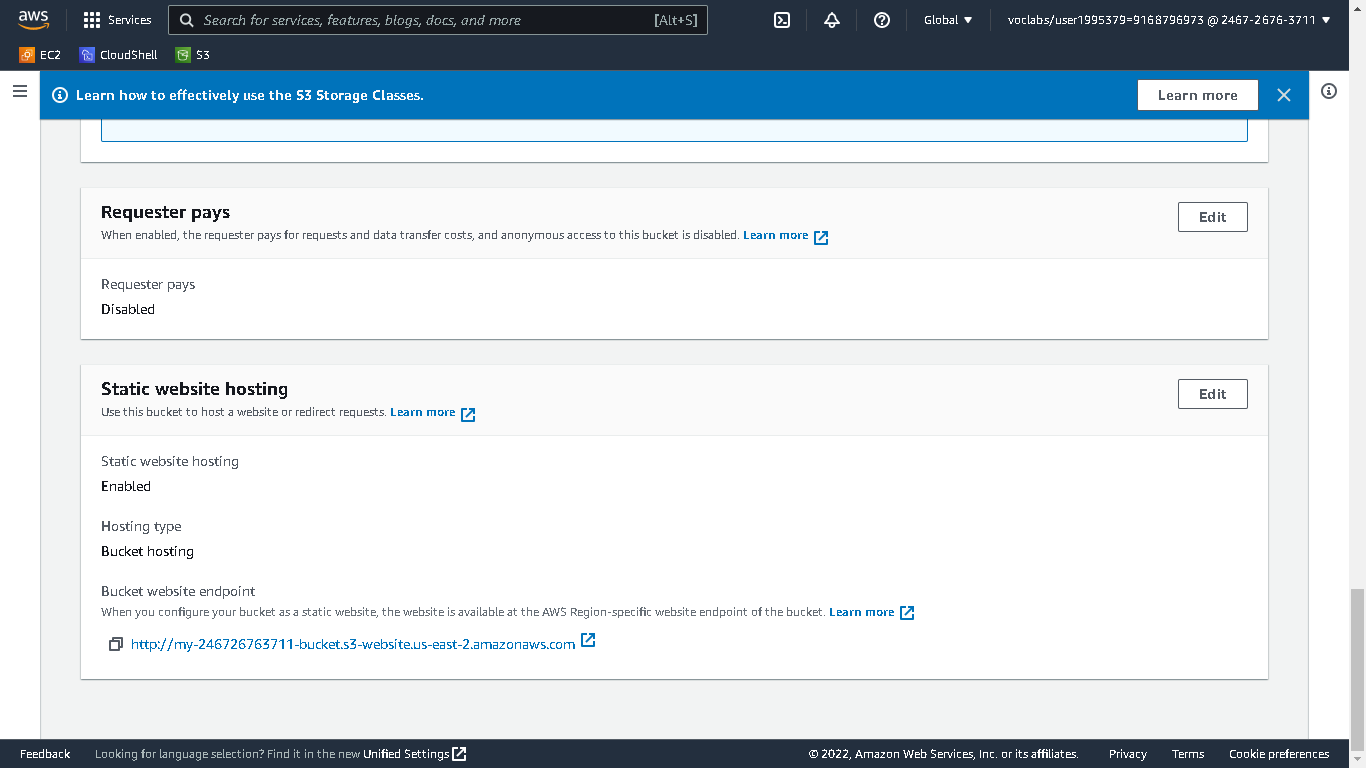 aws
Services
Search for services, features, blogs, docs, and more
[Alt+S]
Global
voclabs/user1995379=9168796973 @ 2467-2676-3711
EC2
CloudShell
S3
Learn how to effectively use the S3 Storage Classes.
Learn more
Requester pays
Edit
When enabled, the requester pays for requests and data transfer costs, and anonymous access to this bucket is disabled. Learn more
Requester pays
Disabled
Static website hosting
Edit
Use this bucket to host a website or redirect requests. Learn more
Static website hosting
Enabled
Hosting type
Bucket hosting
Bucket website endpoint
When you configure your bucket as a static website, the website is available at the AWS Region-specific website endpoint of the bucket. Learn more
http://my-246726763711-bucket.s3-website.us-east-2.amazonaws.com
Feedback
Looking for language selection? Find it in the new Unified Settings
© 2022, Amazon Web Services, Inc. or its affiliates.
Privacy
Terms
Cookie preferences